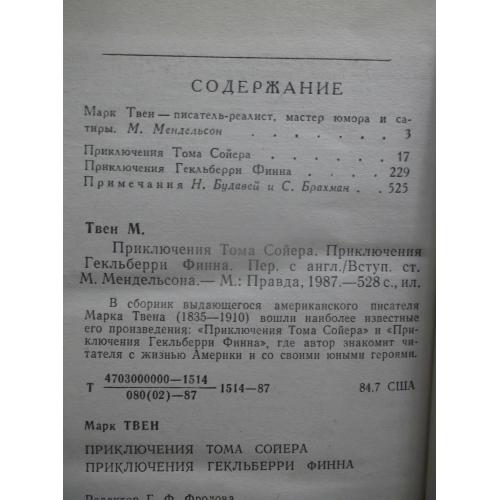 СОДЕРЖАНИЕ
Марк Твен — писатель-реалист, мастер юмора и са-
тиры. М. Мендельсон . . . . . . . 3
Приключения Тома Сойера . . . . . . 17
Приключения Гекльберри Финна . . . . . 229
Примечания Н. Будавей и С. Брахман . . . 525
Твен М.
Приключения Тома Сойера. Приключения
Гекльберри Финна. Пер. с англ./Вступ. ст.
М. Мендельсона.— М.: Правда, 1987.—528 с., ил.
В сборник выдающегося американского писателя
Марка Твена (1835—1910) вошли наиболее известные
его произведения: «Приключения Тома Сойера» и «При-
ключения Гекльберри Финна», где автор знакомит чи-
тателя с жизнью Америки и со своими юными героями.
4703000000—1514
Т 1514—87 84.7 США
080(02)—87
Марк ТВЕН
ПРИКЛЮЧЕНИЯ ТОМА СОЙЕРА
ПРИКЛЮЧЕНИЯ ГЕКЛЬБЕРРИ ФИННА
Редактор Г. Ф. Фролова